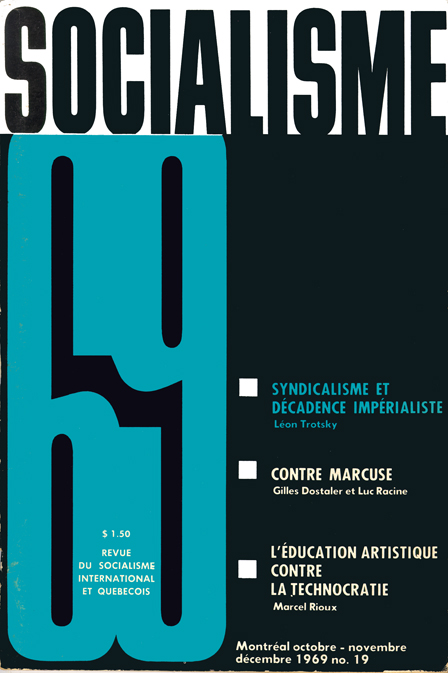 SOCIALISME
69
SYNDICALISME ET
DÉCADENCE IMPÉRIALISTE
Léon Trotsky
CONTRE MARCUSE
Gilles Dostaler et Luc Racine
L'ÉDUCATION ARTISTIQUE
CONTRE
LA TECHNOCRATIE
Marcel Rioux
$ 1.50
REVUE
DU SOCIALISME
INTERNATIONAL
ET QUEBECOIS
Montréal octobre - novembre
décembre 1969 no. 19